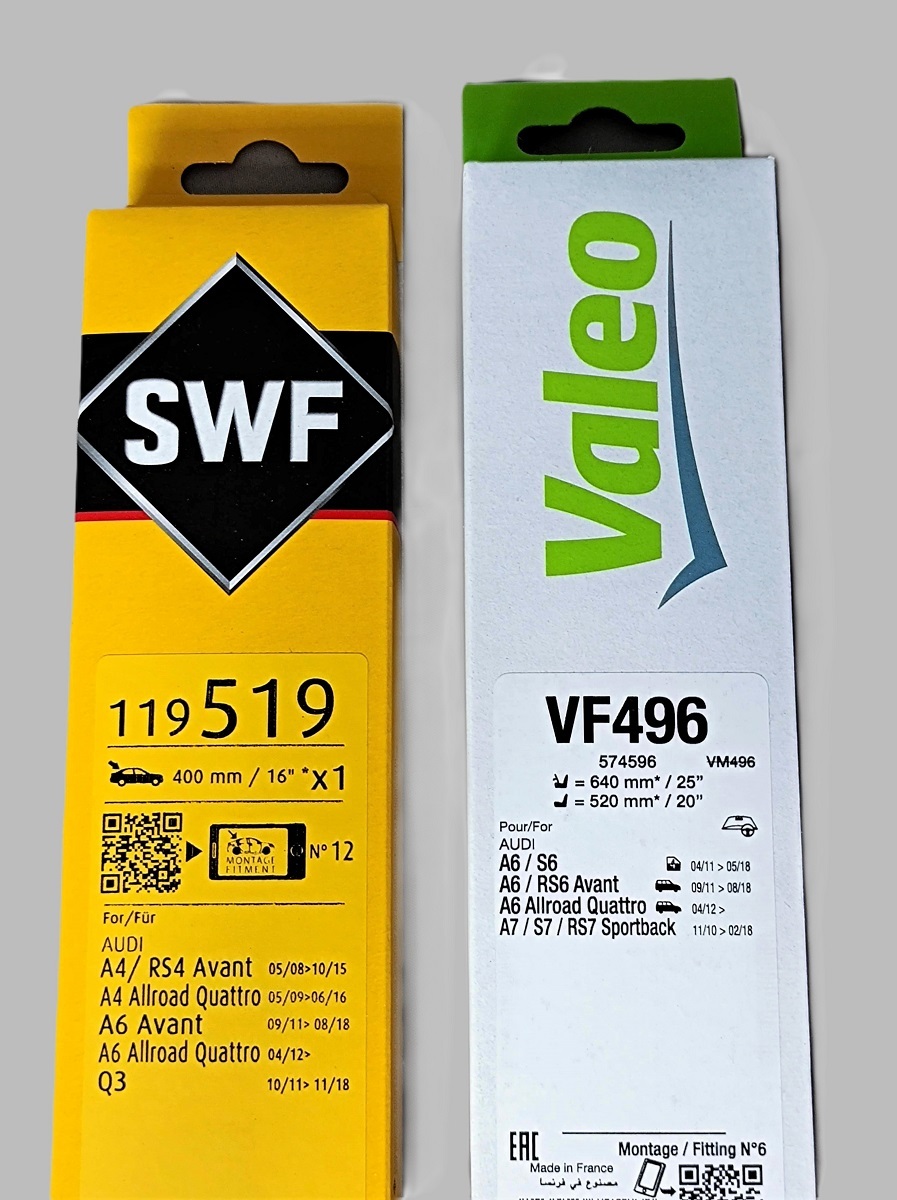 SWF
119 519
400 mm / 16" * x1
MONTAGE
FITMENT
N° 12
For/Für
AUDI
A4/ RS4 Avant 05/08>10/15
A4 Allroad Quattro 05/09>06/16
A6 Avant 09/11> 08/18
A6 Allroad Quattro 04/12>
Q3 10/11> 11/18
Valeo
VF496
574596 VM496
= 640 mm* / 25”
= 520 mm* / 20”
Pour/For
AUDI
A6 / S6 04/11 > 05/18
A6 / RS6 Avant 09/11 > 08/18
A6 Allroad Quattro 04/12 >
A7 / S7 / RS7 Sportback 11/10 > 02/18
EAC
Montage / Fitting N°6
Made in France
مصنوع في فرنسا